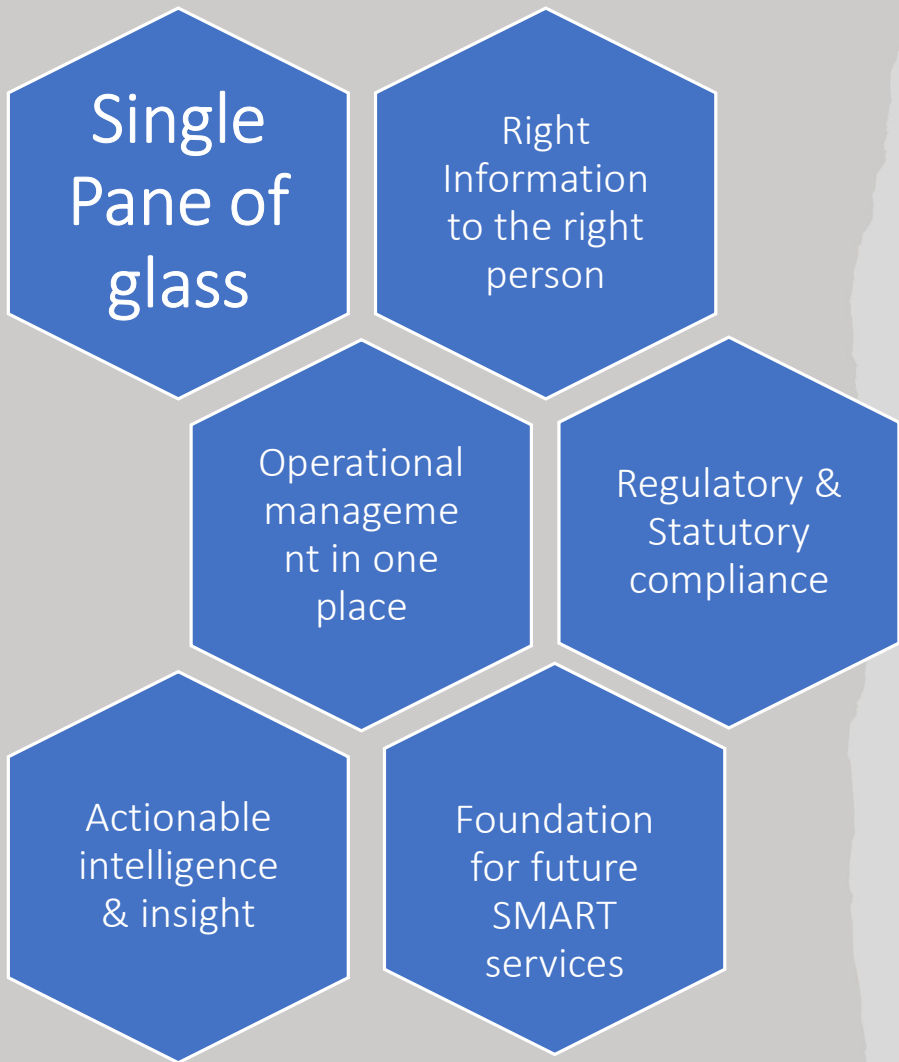 Single
Pane of
glass
Right
Information
to the right
person
Operational
manageme
nt in one
place
Regulatory &
Statutory
compliance
Actionable
intelligence
& insight
Foundation
for future
SMART
services